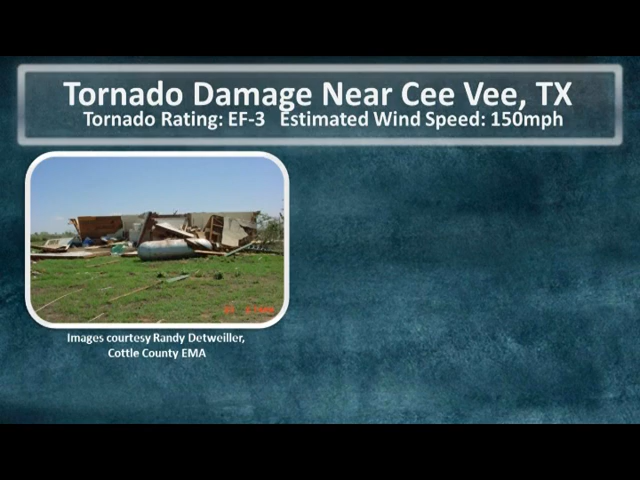 Tornado Damage Near Cee Vee, TX
Tornado Rating: EF-3 Estimated Wind Speed: 150mph
Images courtesy Randy Detweiller,
Cottle County EMA